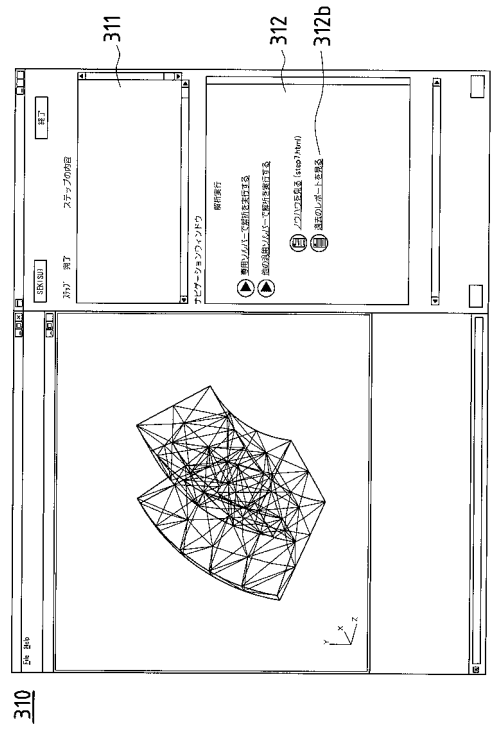 310
File Help
SEKISUI
終了
ステップ 完了 ステップの内容
311
ナビゲーションウィンドウ
解析実行
専用ソルバーで解析を実行する
他の汎用ソルバーで解析を実行する
312
ノウハウを見る (step7.html)
過去のレポートを見る
312b
Y
X
Z